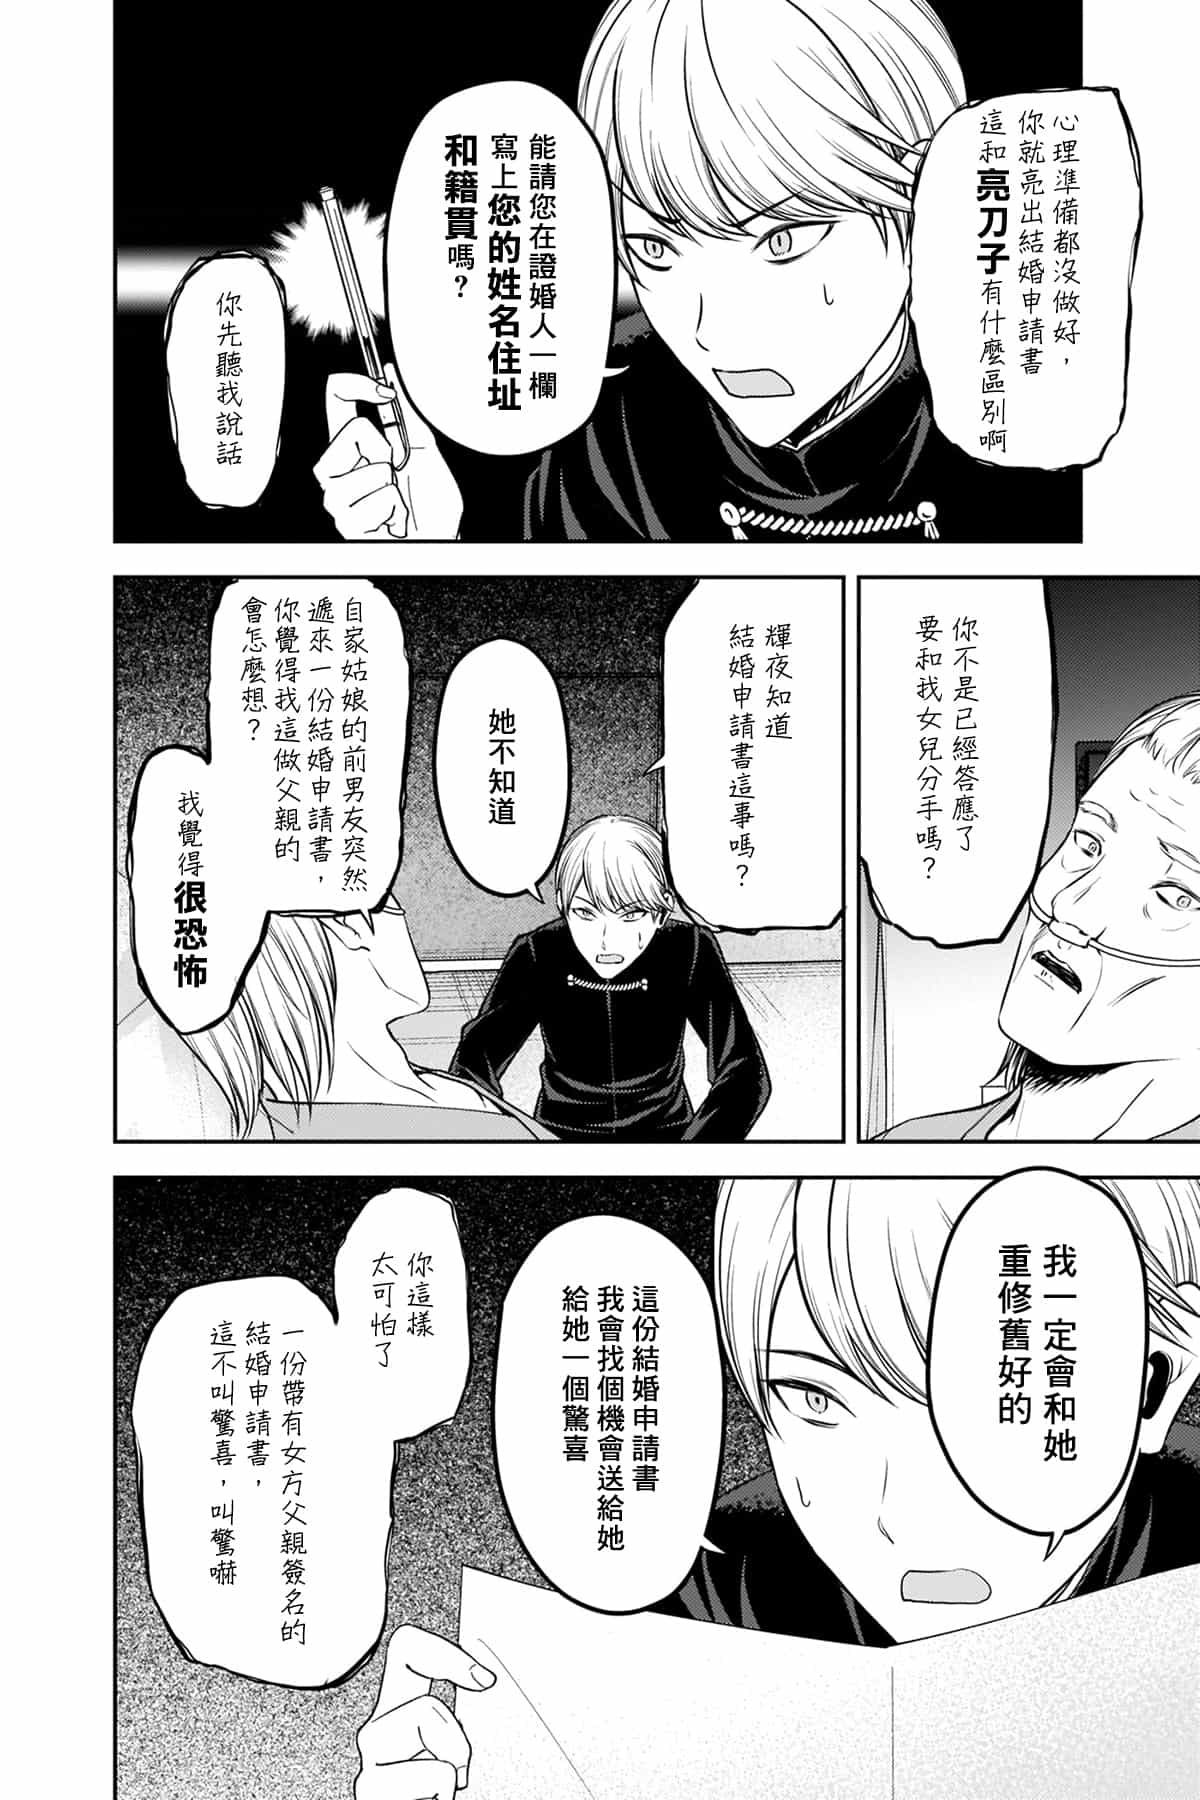 心理準備都沒做好，
你就亮出結婚申請書
這和亮刀子有什麼區別啊
能請您在證婚人一欄
寫上您的姓名住址
和籍貫嗎？
你先聽我說話
你不是已經答應了
要和我女兒分手嗎？
輝夜知道
結婚申請書這事嗎？
她不知道
自家姑娘的前男友突然
遞來一份結婚申請書，
你覺得我這做父親的
會怎麼想？
我覺得很恐怖
我一定會和她
重修舊好的
這份結婚申請書
我會找個機會送給她
給她一個驚喜
你這樣
太可怕了
一份帶有女方父親簽名的
結婚申請書，
這不叫驚喜，叫驚嚇